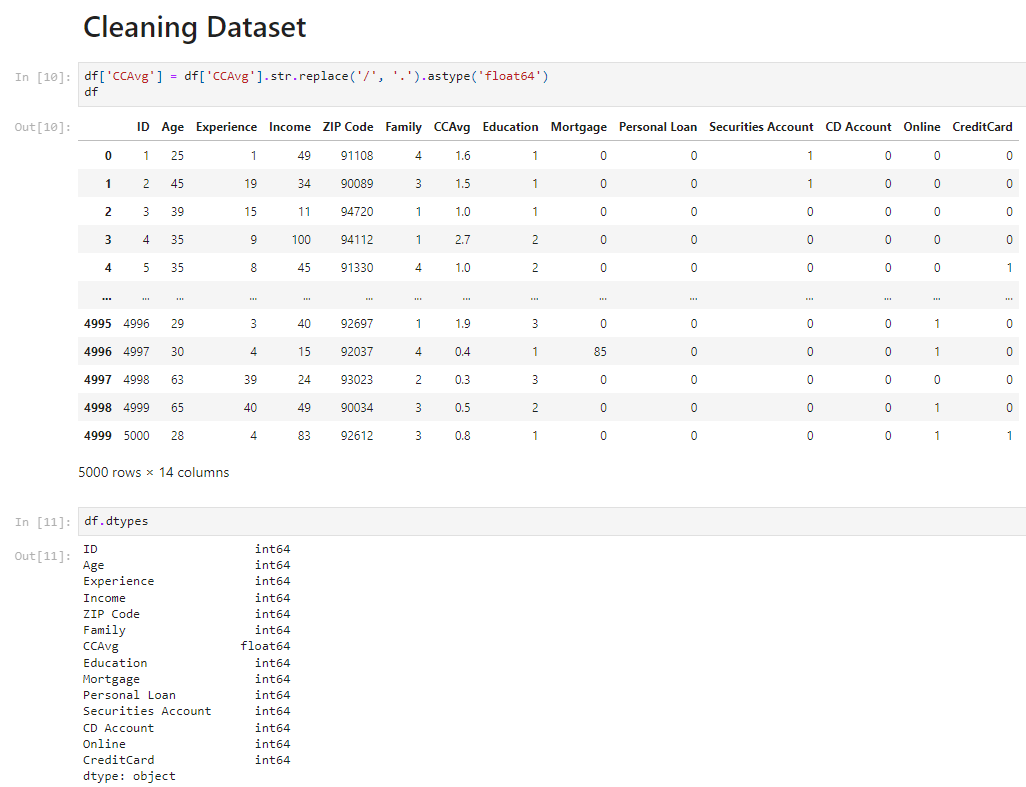 Cleaning Dataset
In [10]: df['CCAvg'] = df['CCAvg'].str.replace('/', '.').astype('float64')
df
Out[10]:
ID Age Experience Income ZIP Code Family CCAvg Education Mortgage Personal Loan Securities Account CD Account Online CreditCard
0 1 25 1 49 91108 4 1.6 1 0 0 1 0 0 0
1 2 45 19 34 90089 3 1.5 1 0 0 1 0 0 0
2 3 39 15 11 94720 1 1.0 1 0 0 0 0 0 0
3 4 35 9 100 94112 1 2.7 2 0 0 0 0 0 0
4 5 35 8 45 91330 4 1.0 2 0 0 0 0 0 1
... ... ... ... ... ... ... ... ... ... ... ... ... ... ...
4995 4996 29 3 40 92697 1 1.9 3 0 0 0 0 1 0
4996 4997 30 4 15 92037 4 0.4 1 85 0 0 0 1 0
4997 4998 63 39 24 93023 2 0.3 3 0 0 0 0 0 0
4998 4999 65 40 49 90034 3 0.5 2 0 0 0 0 1 0
4999 5000 28 4 83 92612 3 0.8 1 0 0 0 0 1 1
5000 rows × 14 columns
In [11]: df.dtypes
Out[11]:
ID int64
Age int64
Experience int64
Income int64
ZIP Code int64
Family int64
CCAvg float64
Education int64
Mortgage int64
Personal Loan int64
Securities Account int64
CD Account int64
Online int64
CreditCard int64
dtype: object